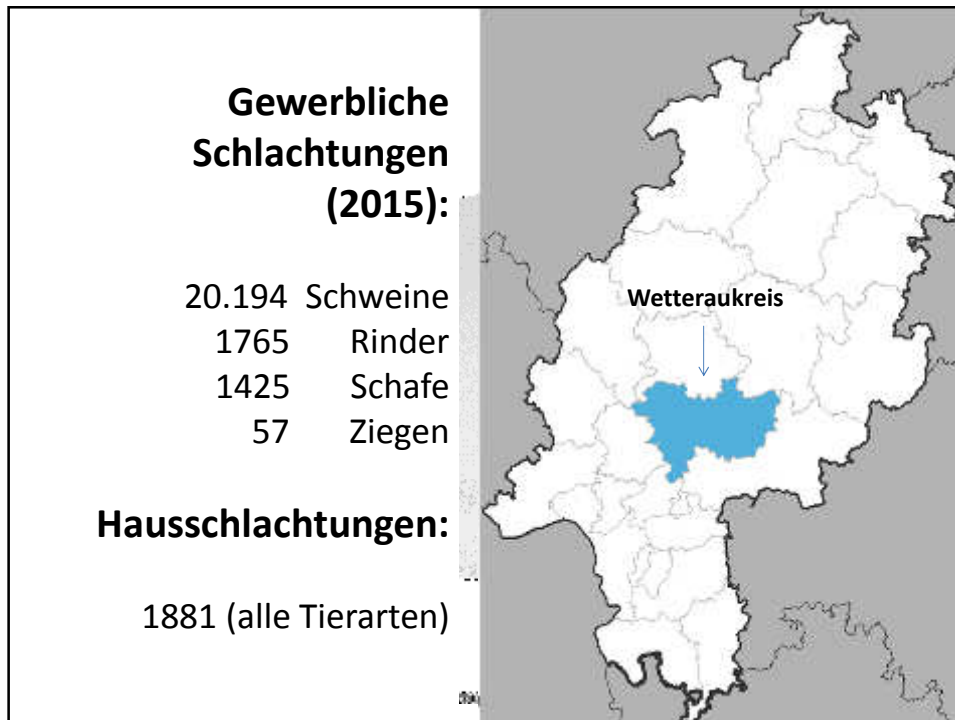 Gewerbliche
Schlachtungen
(2015):
20.194 Schweine
1765 Rinder
1425 Schafe
57 Ziegen
Hausschlachtungen:
1881 (alle Tierarten)
Wetteraukreis